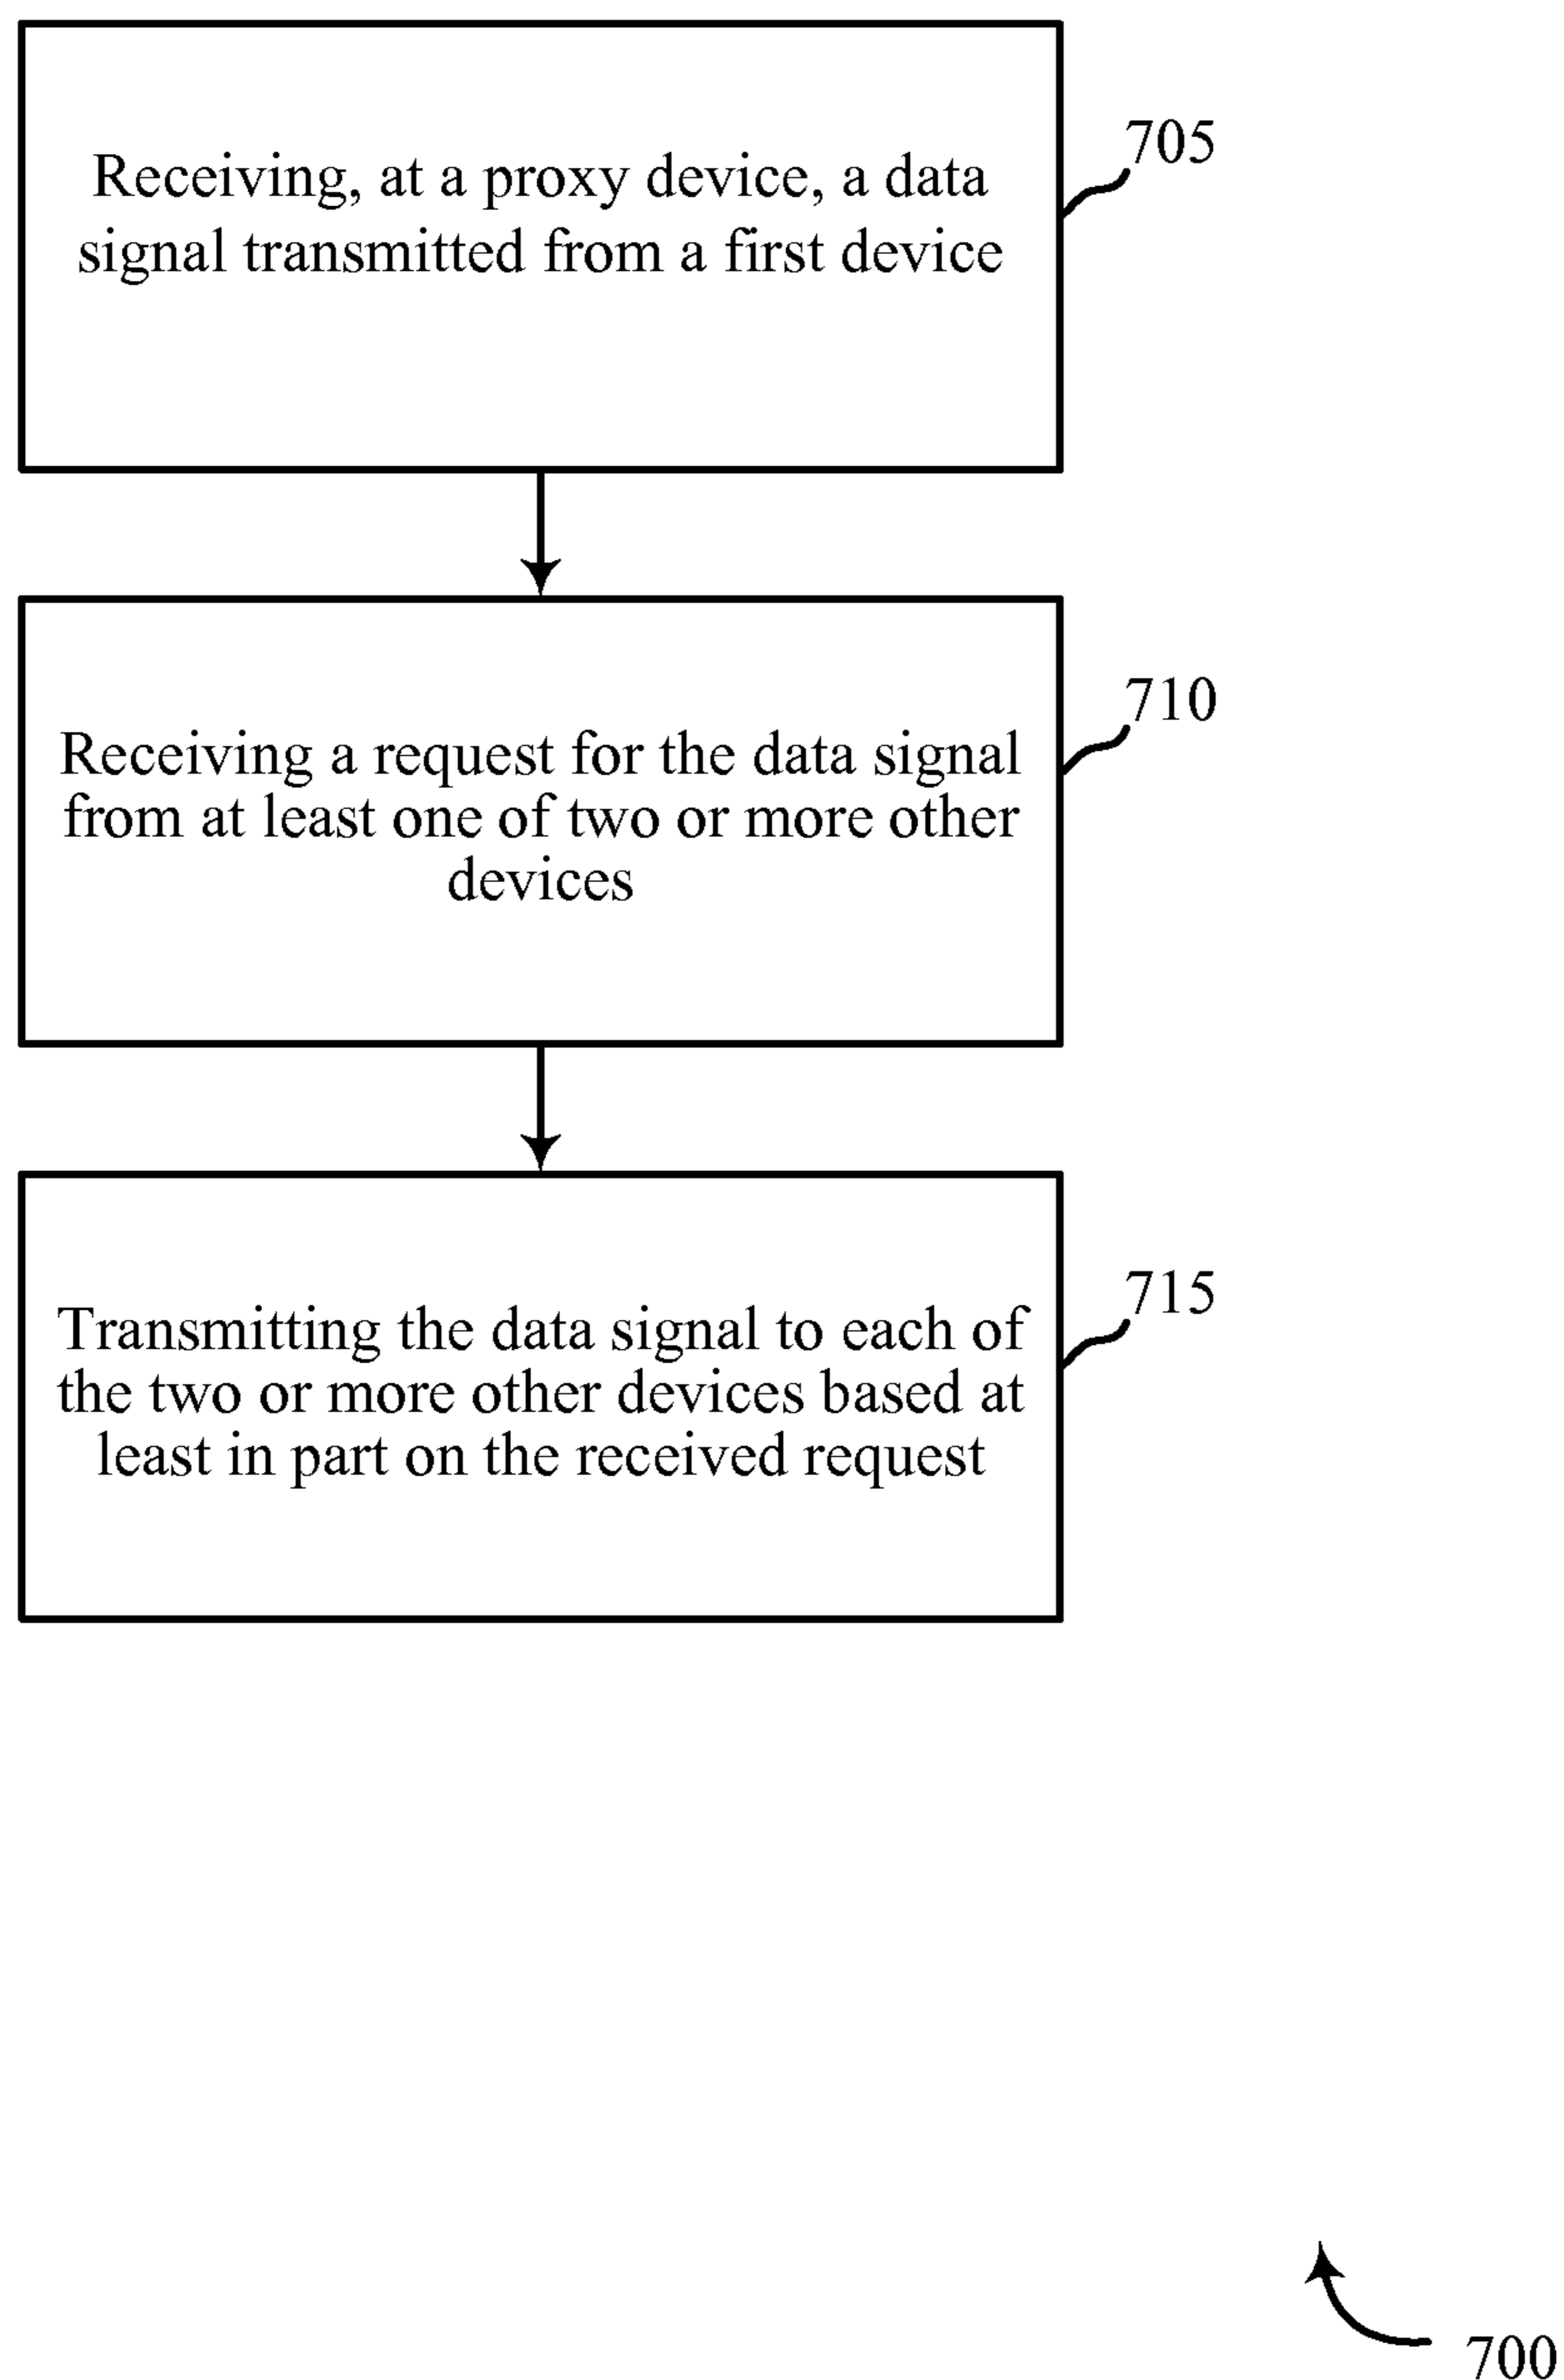 Receiving, at a proxy device, a data
signal transmitted from a first device
705
Receiving a request for the data signal
from at least one of two or more other
devices
710
Transmitting the data signal to each of
the two or more other devices based at
least in part on the received request
715
700